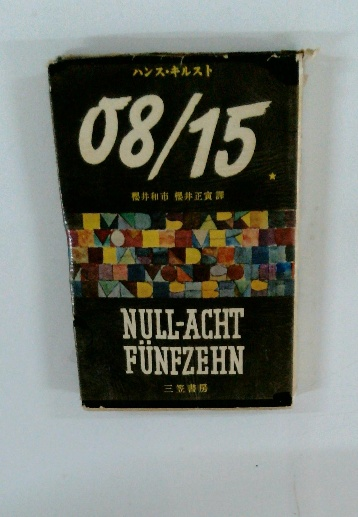 ハンス・キルスト
08/15
櫻井和市 櫻井正寅 譯
NULL-ACHT
FÜNFZEHN
三笠書房